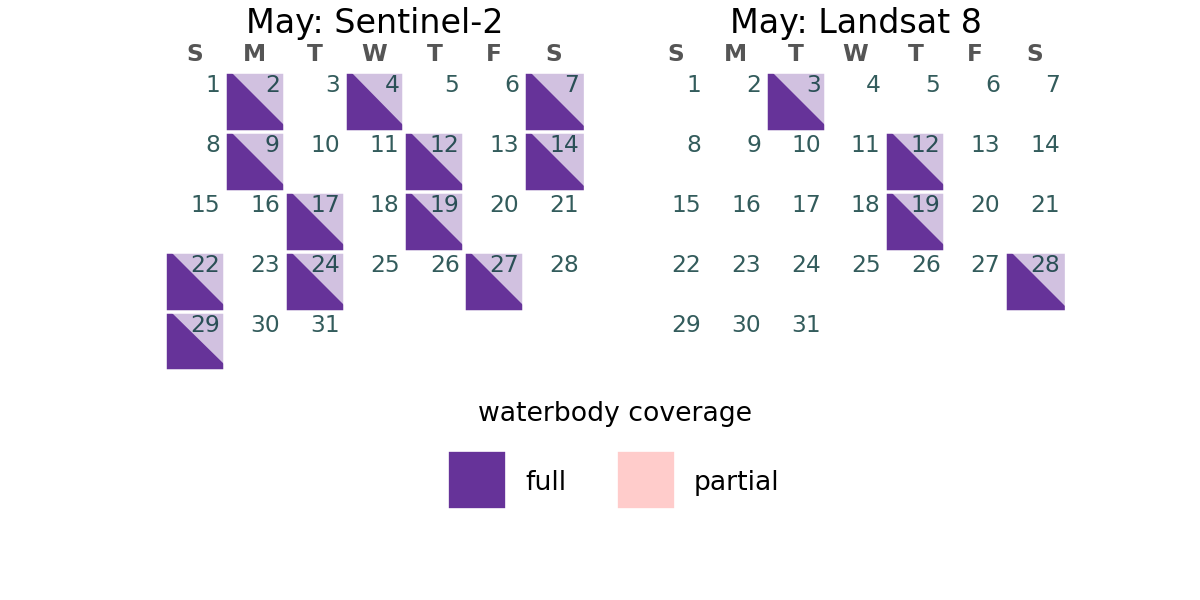 May: Sentinel-2
S M T W T F S
1 2 3 4 5 6 7
8 9 10 11 12 13 14
15 16 17 18 19 20 21
22 23 24 25 26 27 28
29 30 31
May: Landsat 8
S M T W T F S
1 2 3 4 5 6 7
8 9 10 11 12 13 14
15 16 17 18 19 20 21
22 23 24 25 26 27 28
29 30 31
waterbody coverage
full
partial